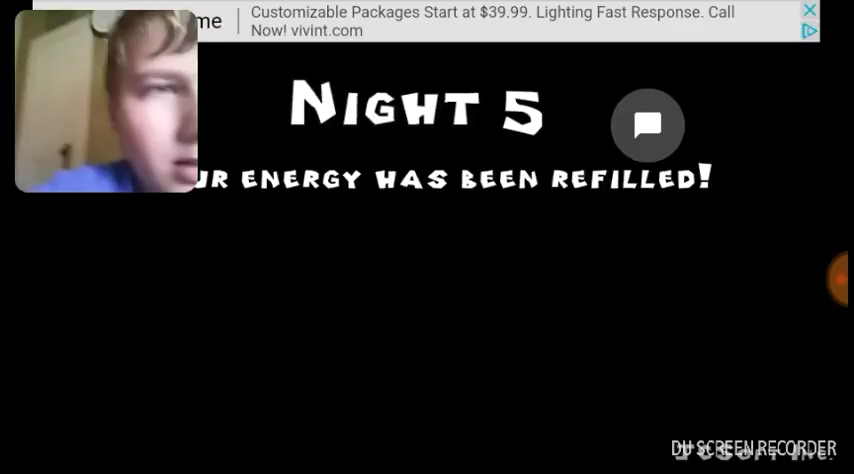 me
Customizable Packages Start at $39.99. Lighting Fast Response. Call
Now! vivint.com
NIGHT 5
UR ENERGY HAS BEEN REFILLED!
DU SCREEN RECORDER